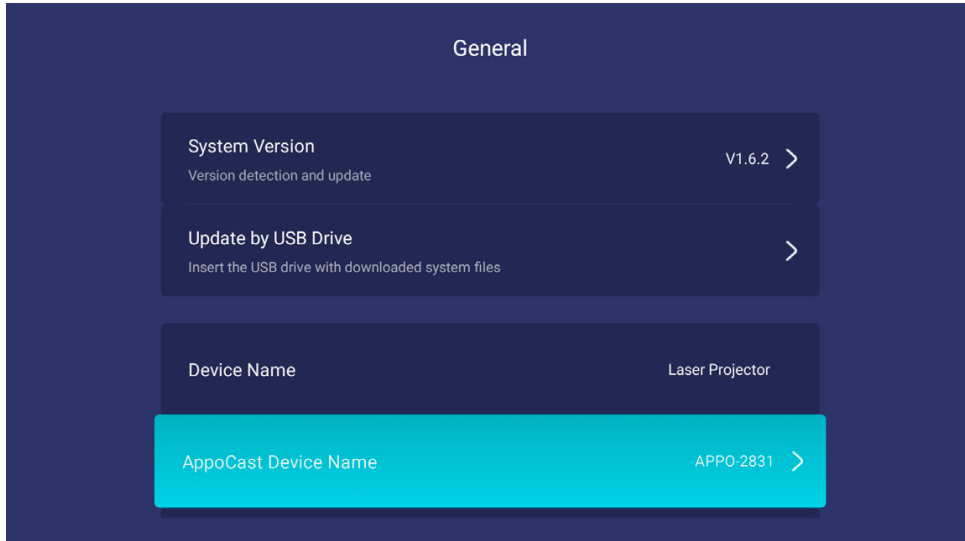 General
System Version
V1.6.2
Version detection and update
Update by USB Drive
Insert the USB drive with downloaded system files
Device Name
Laser Projector
AppoCast Device Name
APPO-2831